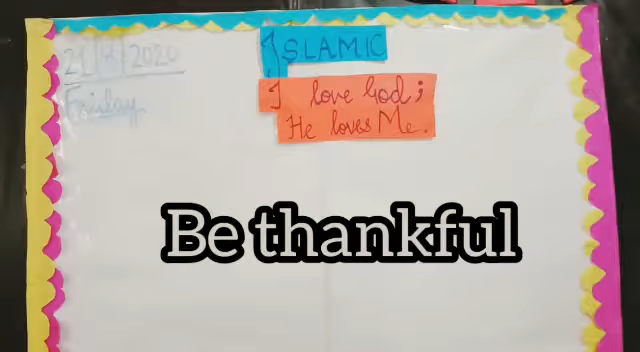 21 8 2020
Friday
ISLAMIC
I love God;
He loves Me.
Be thankful